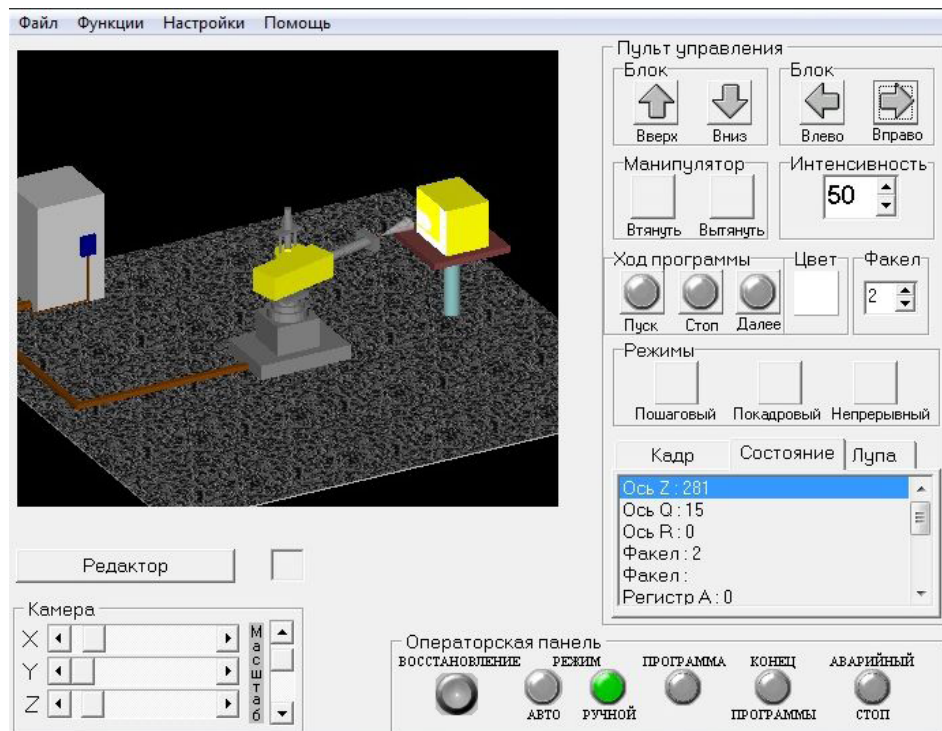 Файл Функции Настройки Помощь
Пульт управления
Блок Блок
Вверх Вниз Влево Вправо
Манипулятор Интенсивность
50
Втянуть Вытянуть
Ход программы Цвет Факел
2
Пуск Стоп Далее
Режимы
Пошаговый Покадровый Непрерывный
Кадр Состояние Лупа
Ось Z : 281
Ось Q : 15
Ось R : 0
Факел : 2
Факел :
Регистр A : 0
Редактор
Камера
X
Y
Z
Масштаб
Операторская панель
ВОССТАНОВЛЕНИЕ РЕЖИМ ПРОГРАММА КОНЕЦ АВАРИЙНЫЙ
АВТО РУЧНОЙ ПРОГРАММЫ СТОП